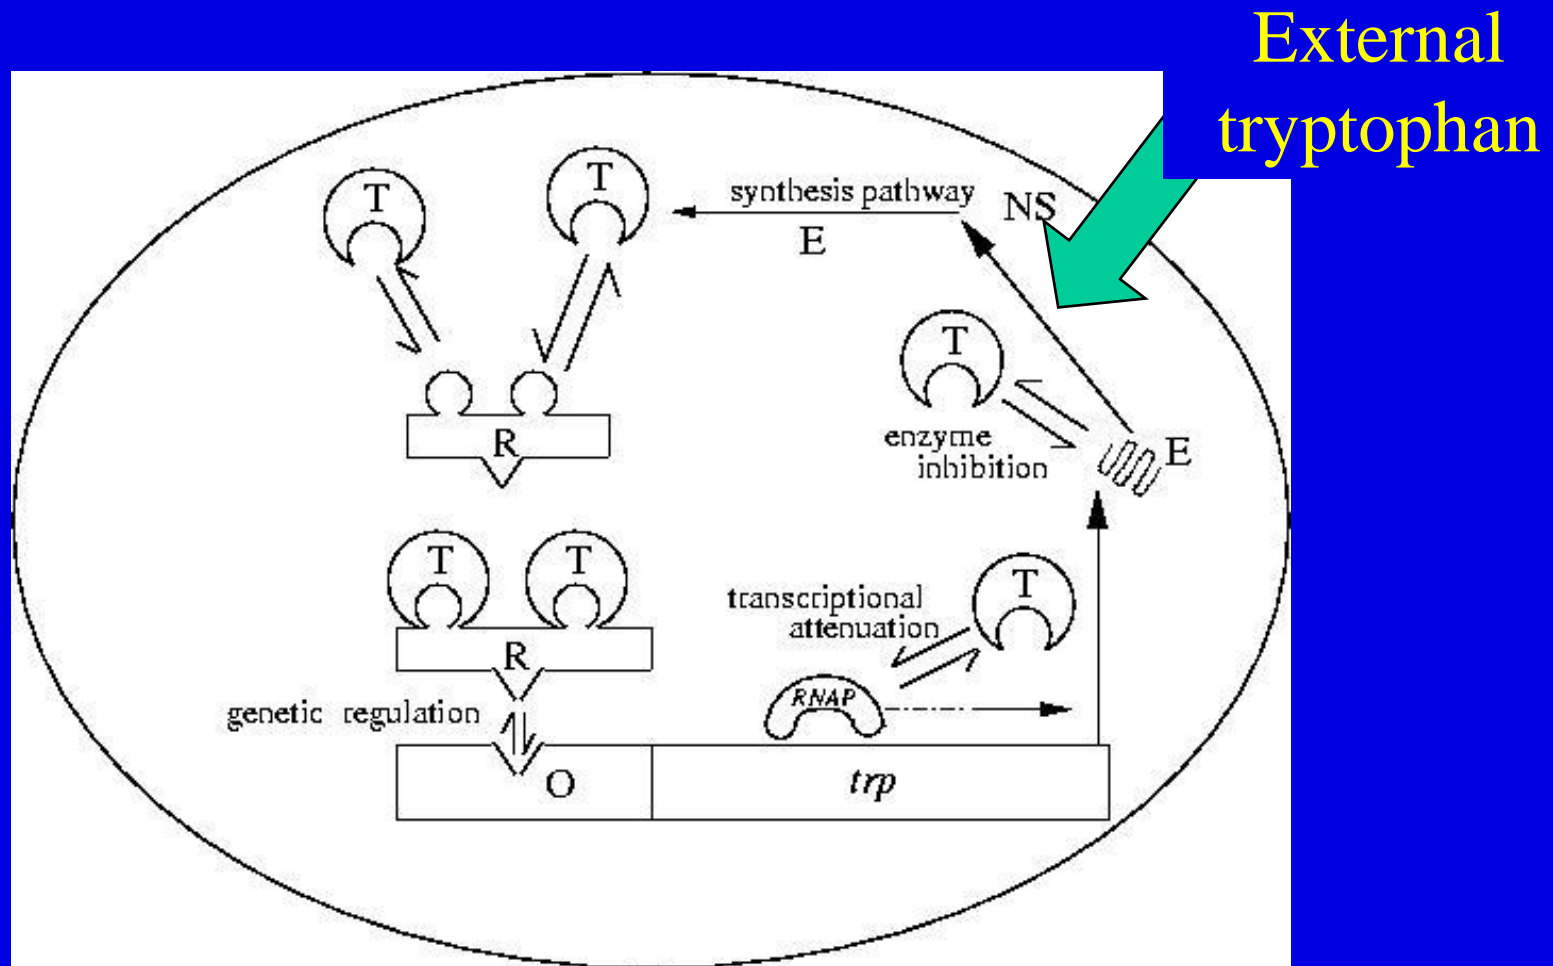 External
tryptophan
T
T
synthesis pathway
NS
E
T
R
enzyme
inhibition
E
T
T
T
transcriptional
attenuation
R
RNAP
genetic regulation
O
trp